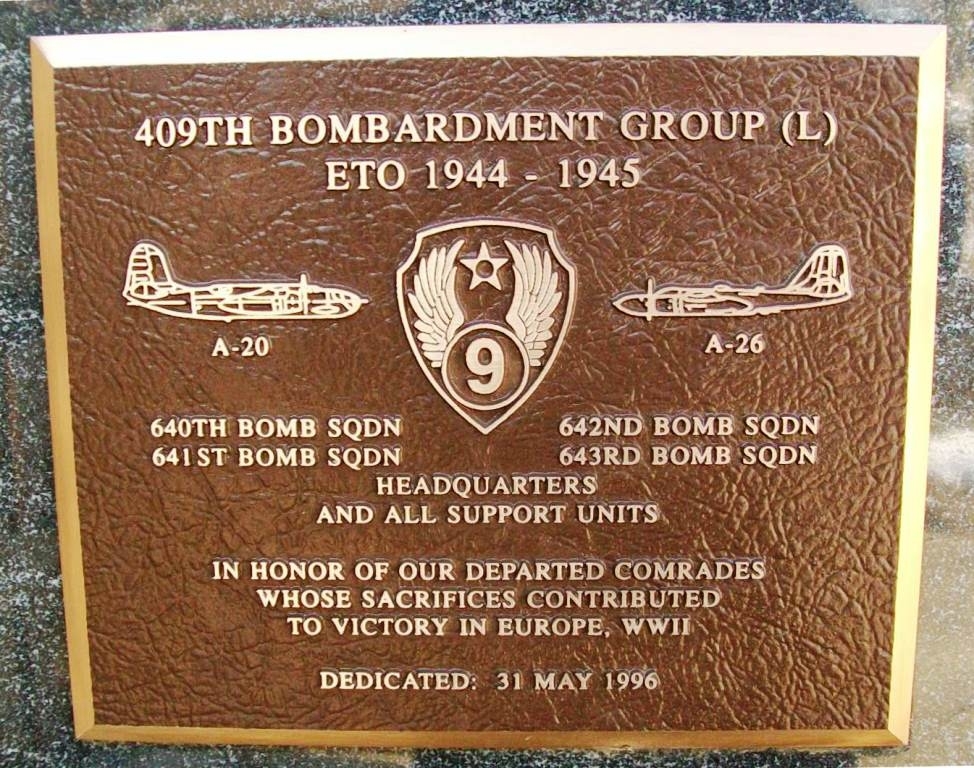 409TH BOMBARDMENT GROUP (L)
ETO 1944 - 1945
9
A-20
A-26
640TH BOMB SQDN
642ND BOMB SQDN
641ST BOMB SQDN
643RD BOMB SQDN
HEADQUARTERS
AND ALL SUPPORT UNITS
IN HONOR OF OUR DEPARTED COMRADES
WHOSE SACRIFICES CONTRIBUTED
TO VICTORY IN EUROPE, WWII
DEDICATED: 31 MAY 1996